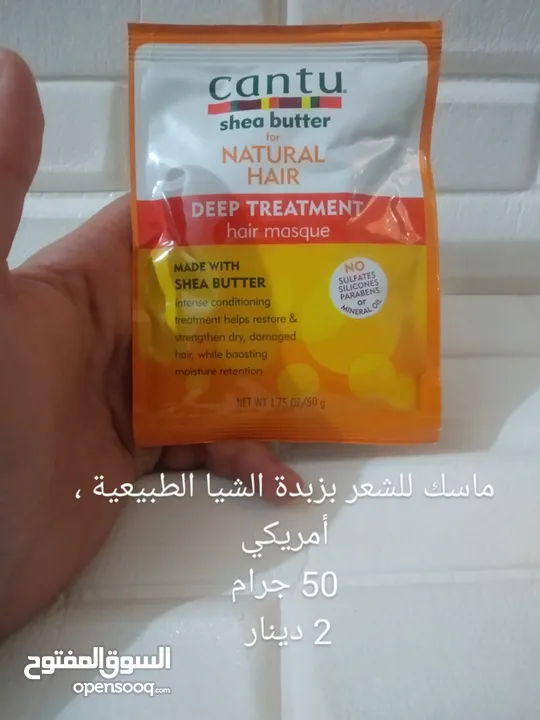 cantu
shea butter
for
NATURAL
HAIR
DEEP TREATMENT
hair masque
MADE WITH
SHEA BUTTER
intense conditioning
treatment helps restore &
strengthen dry, damaged
hair, while boosting
moisture retention
NO
SULFATES
SILICONES
PARABENS
or
MINERAL OIL
NET WT 1.75 OZ/50 g
ماسك للشعر بزبدة الشيا الطبيعية ،
أمريكي
50 جرام
2 دينار
السوق المفتوح
opensooq.com